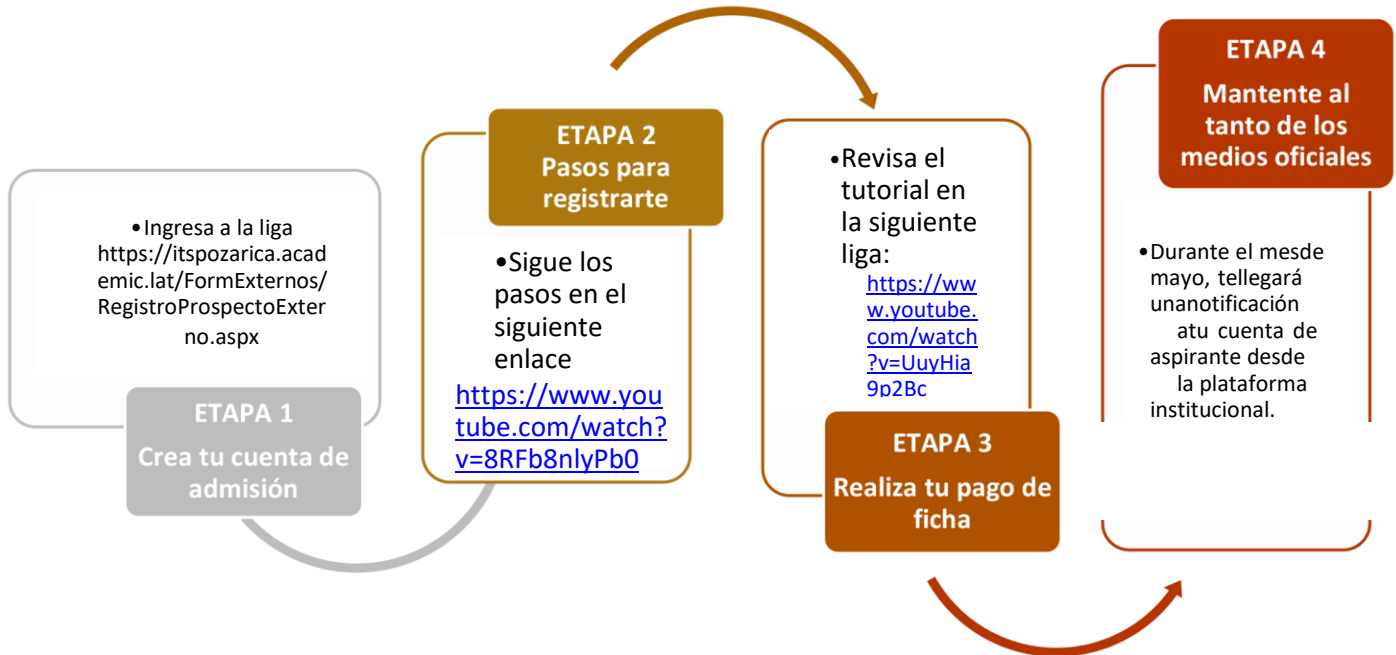 •Ingresa a la liga
https://itspozarica.acad
emic.lat/FormExternos/
RegistroProspectoExter
no.aspx
ETAPA 1
Crea tu cuenta de
admisión
ETAPA 2
Pasos para
registrarte
•Sigue los
pasos en el
siguiente
enlace
https://www.you
tube.com/watch?
v=8RFb8nlyPb0
•Revisa el
tutorial en
la siguiente
liga:
https://ww
w.youtube.
com/watch
?v=UuyHia
9p2Bc
ETAPA 3
Realiza tu pago de
ficha
ETAPA 4
Mantente al
tanto de los
medios oficiales
•Durante el mesde
mayo, tellegará
unanotificación
atu cuenta de
aspirante desde
la plataforma
institucional.